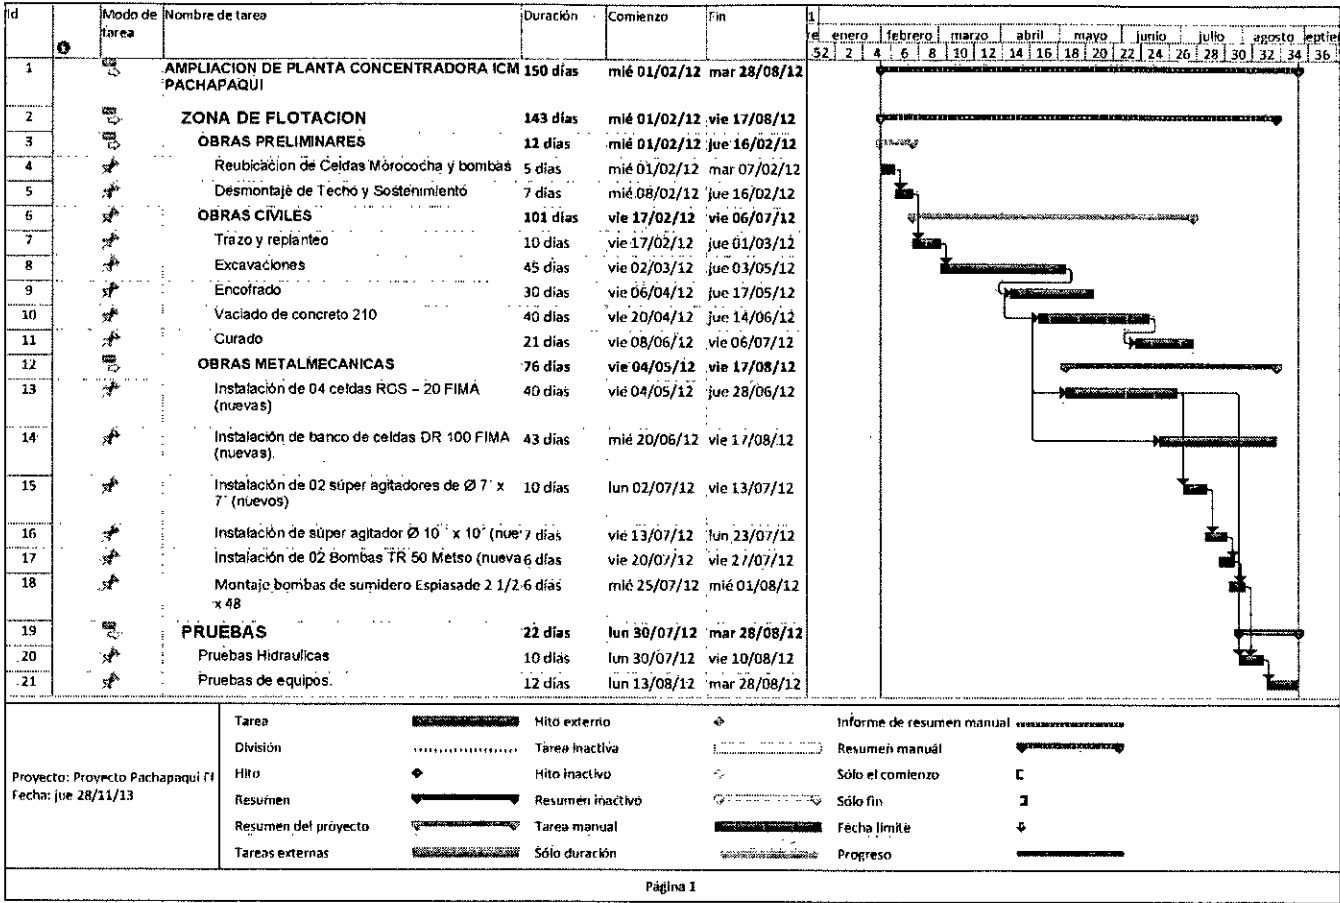 Id Modo de tarea Nombre de tarea Duración Comienzo Fin 1
re enero febrero marzo abril mayo junio julio agosto eptie
52 2 4 6 8 10 12 14 16 18 20 22 24 26 28 30 32 34 36
1 AMPLIACION DE PLANTA CONCENTRADORA ICM 150 días mié 01/02/12 mar 28/08/12
PACHAPAQUI
2 ZONA DE FLOTACION 143 días mié 01/02/12 vie 17/08/12
3 OBRAS PRELIMINARES 12 días mié 01/02/12 jue 16/02/12
4 Reubicacion de Celdas Morococha y bombas 5 días mié 01/02/12 mar 07/02/12
5 Desmontaje de Techo y Sostenimiento 7 días mié 08/02/12 jue 16/02/12
6 OBRAS CIVILES 101 días vie 17/02/12 vie 06/07/12
7 Trazo y replanteo 10 días vie 17/02/12 jue 01/03/12
8 Excavaciones 45 días vie 02/03/12 jue 03/05/12
9 Encofrado 30 días vie 06/04/12 jue 17/05/12
10 Vaciado de concreto 210 40 días vie 20/04/12 jue 14/06/12
11 Curado 21 días vie 08/06/12 vie 06/07/12
12 OBRAS METALMECANICAS 76 días vie 04/05/12 vie 17/08/12
13 Instalación de 04 celdas RGS – 20 FIMA 40 días vie 04/05/12 jue 28/06/12
(nuevas)
14 Instalación de banco de celdas DR 100 FIMA 43 días mié 20/06/12 vie 17/08/12
(nuevas).
15 Instalación de 02 súper agitadores de Ø 7´ x 10 días lun 02/07/12 vie 13/07/12
7´ (nuevos)
16 Instalación de súper agitador Ø 10 ´ x 10´ (nue 7 días vie 13/07/12 lun 23/07/12
17 Instalación de 02 Bombas TR 50 Metso (nueva 6 días vie 20/07/12 vie 27/07/12
18 Montaje bombas de sumidero Espiasade 2 1/2 6 días mié 25/07/12 mié 01/08/12
x 48
19 PRUEBAS 22 días lun 30/07/12 mar 28/08/12
20 Pruebas Hidraulicas 10 días lun 30/07/12 vie 10/08/12
21 Pruebas de equipos. 12 días lun 13/08/12 mar 28/08/12
Proyecto: Proyecto Pachapaqui
Fecha: jue 28/11/13
Tarea Hito externo Informe de resumen manual
División Tarea inactiva Resumen manual
Hito Hito inactivo Sólo el comienzo
Resumen Resumen inactivo Sólo fin
Resumen del proyecto Tarea manual Fecha límite
Tareas externas Sólo duración Progreso
Página 1